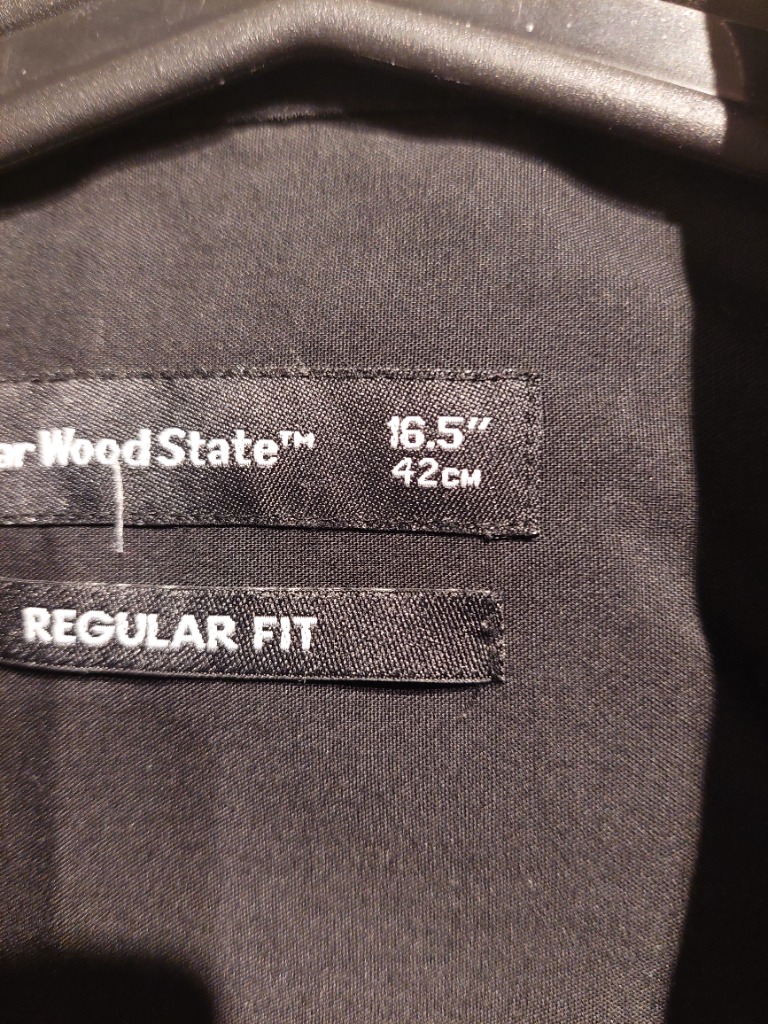 ar WoodState™
16.5”
42CM
REGULAR FIT